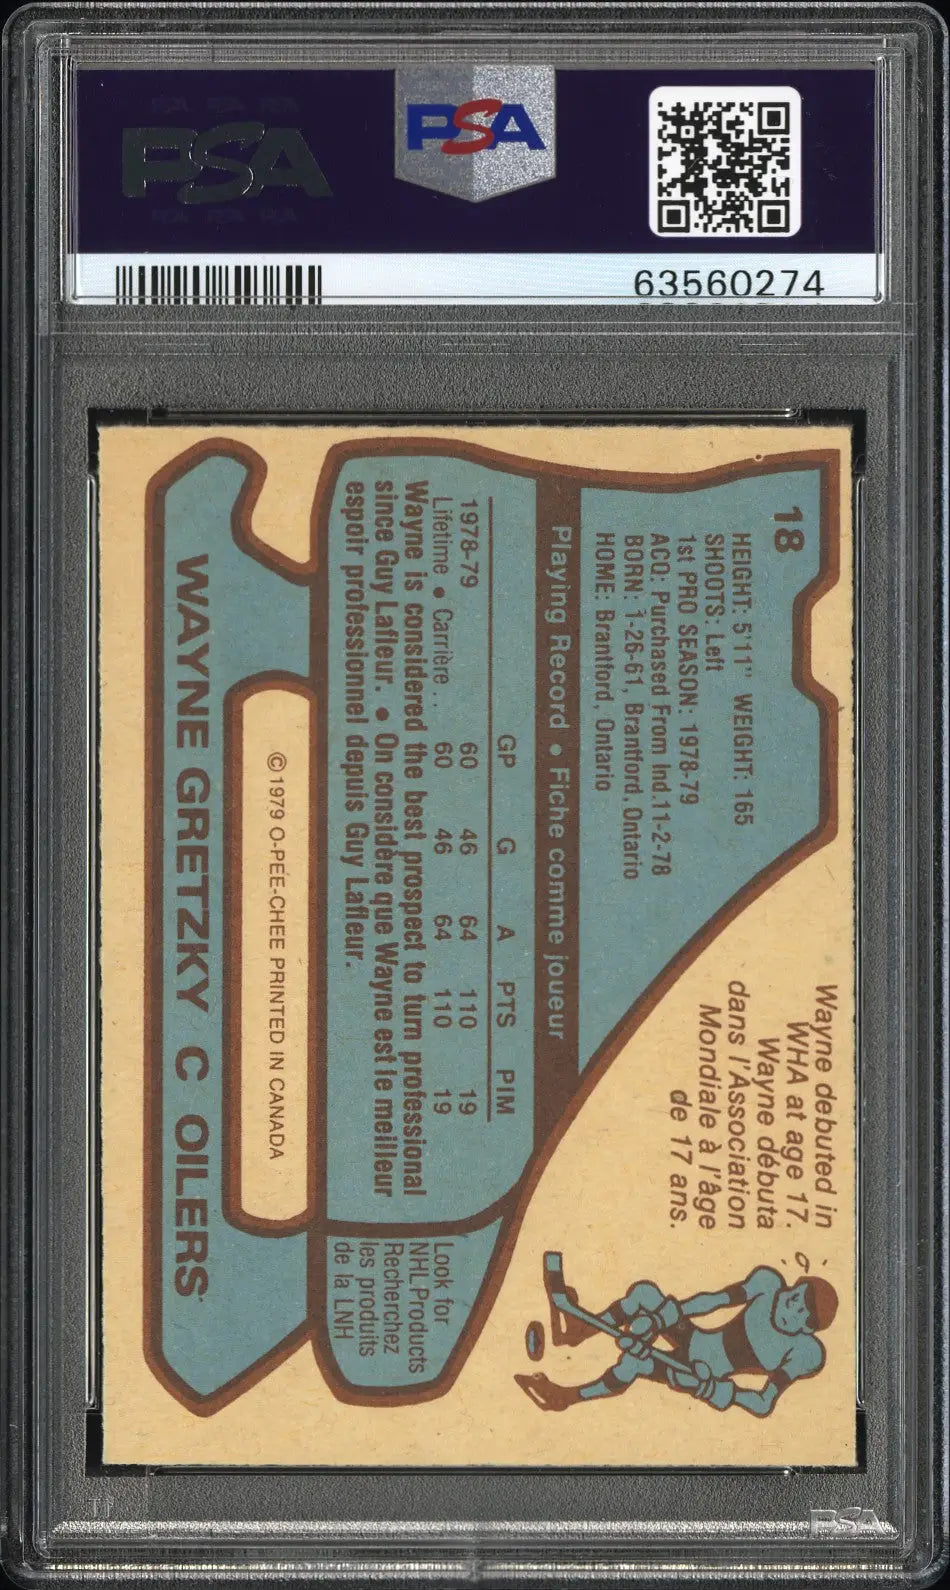 PSA
PSA
63560274
18
HEIGHT: 5'11" WEIGHT: 165
SHOOTS: Left
1st PRO SEASON: 1978-79
ACQ: Purchased From Ind. 11-2-78
BORN: 1-26-61, Brantford, Ontario
HOME: Brantford, Ontario
Wayne debuted in
WHA at age 17.
Wayne débuta
dans l'Association
Mondiale à l'âge
de 17 ans.
Playing Record • Fiche comme joueur
GP G A PTS PIM
1978-79 60 46 64 110 19
Lifetime • Carrière .. 60 46 64 110 19
Wayne is considered the best prospect to turn professional
since Guy Lafleur. • On considère que Wayne est le meilleur
espoir professionnel depuis Guy Lafleur.
Look for
NHL Products
Recherchez
les produits
de la LNH
© 1979 O-PEE-CHEE PRINTED IN CANADA
WAYNE GRETZKY C OILERS
PSA